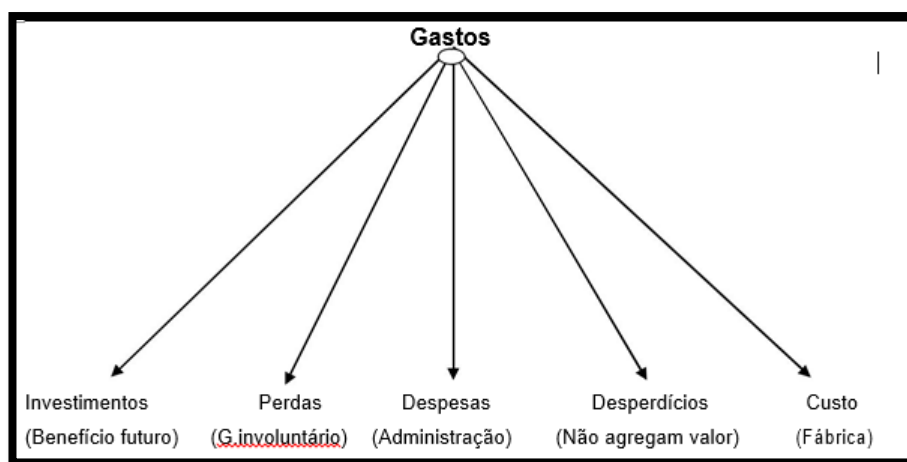 Gastos
Investimentos Perdas Despesas Desperdícios Custo
(Benefício futuro) (G.involuntário) (Administração) (Não agregam valor) (Fábrica)